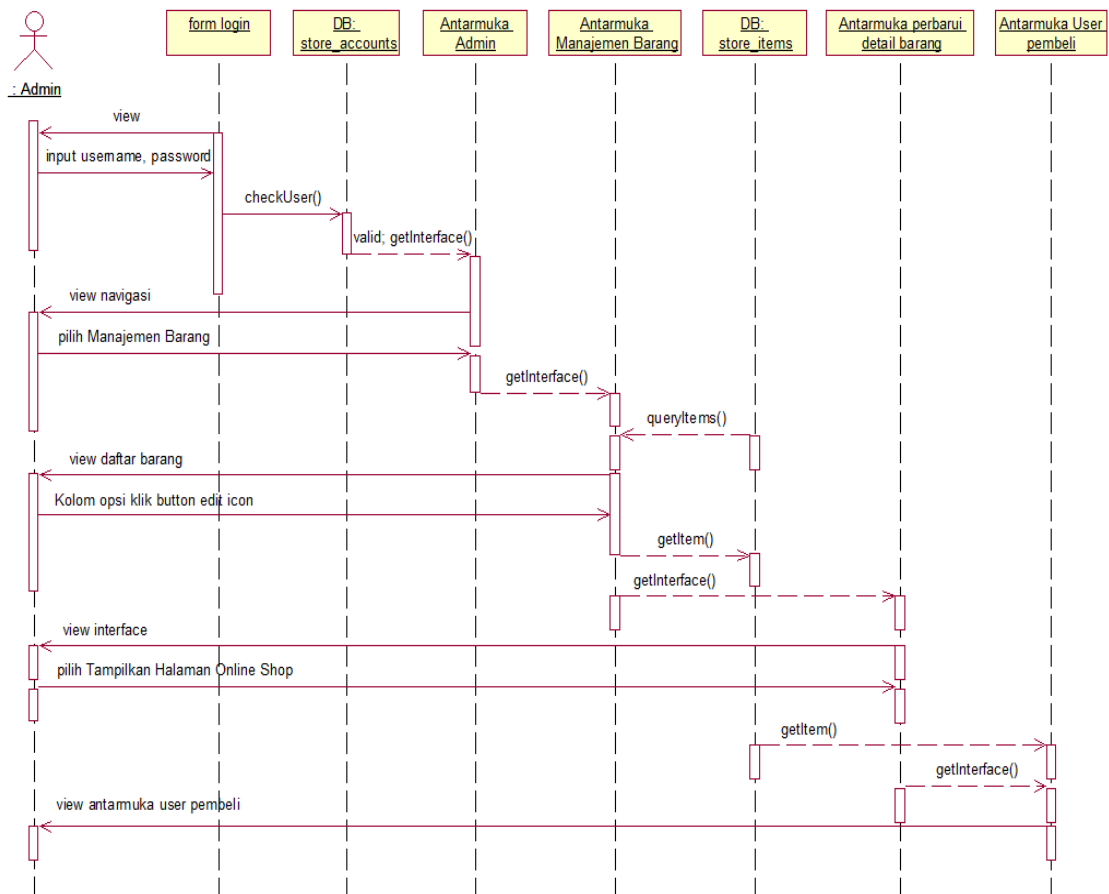 form login
DB:
store_accounts
Antarmuka
Admin
Antarmuka
Manajemen Barang
DB:
store_items
Antarmuka perbarui
detail barang
Antarmuka User
pembeli
: Admin
view
input username, password
checkUser()
valid; getInterface()
view navigasi
pilih Manajemen Barang
getInterface()
queryItems()
view daftar barang
Kolom opsi klik button edit icon
getItem()
getInterface()
view interface
pilih Tampilkan Halaman Online Shop
getItem()
getInterface()
view antarmuka user pembeli